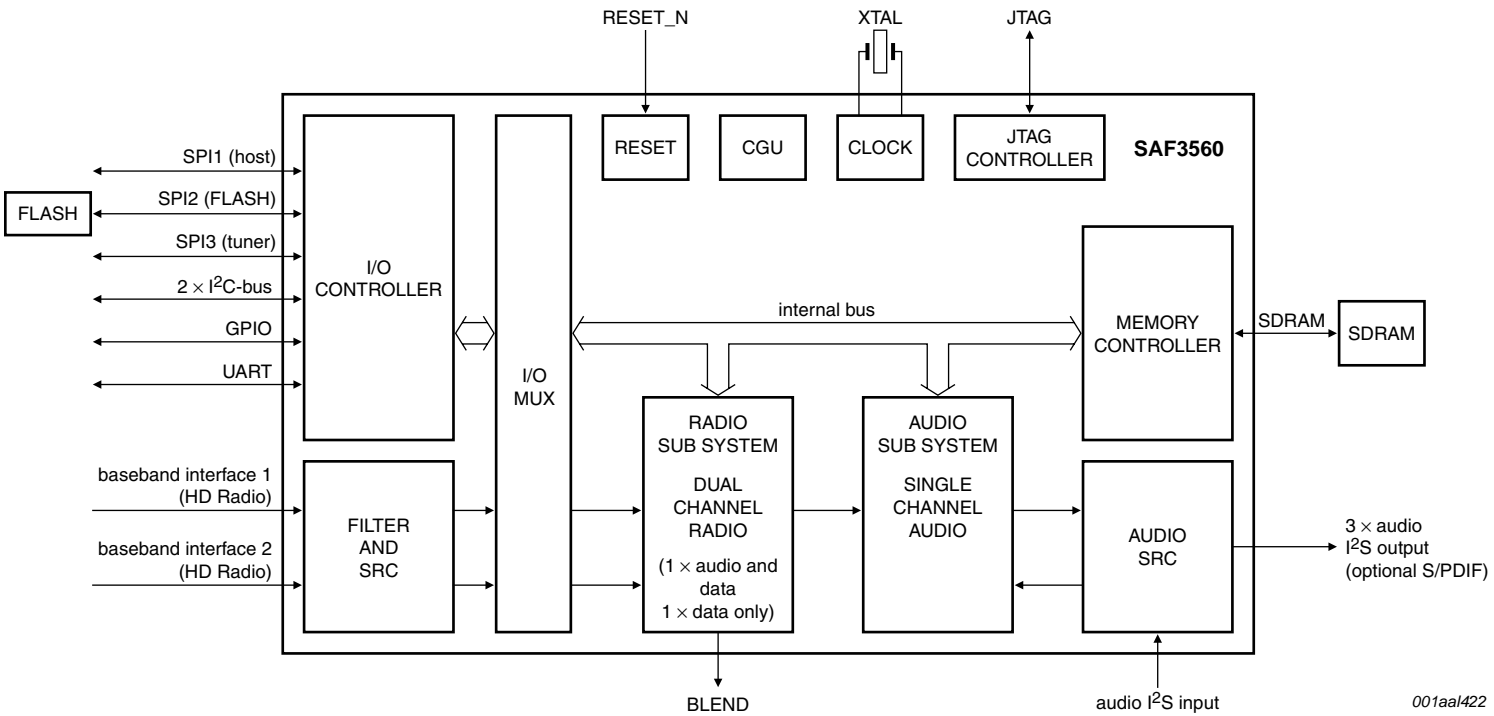 RESET_N
XTAL
JTAG
RESET
CGU
CLOCK
JTAG
CONTROLLER
SAF3560
SPI1 (host)
SPI2 (FLASH)
FLASH
SPI3 (tuner)
2 × I²C-bus
GPIO
UART
I/O
CONTROLLER
I/O
MUX
internal bus
MEMORY
CONTROLLER
SDRAM
SDRAM
baseband interface 1
(HD Radio)
baseband interface 2
(HD Radio)
FILTER
AND
SRC
RADIO
SUB SYSTEM
DUAL
CHANNEL
RADIO
(1 × audio and
data
1 × data only)
AUDIO
SUB SYSTEM
SINGLE
CHANNEL
AUDIO
AUDIO
SRC
3 × audio
I²S output
(optional S/PDIF)
BLEND
audio I²S input
001aal422